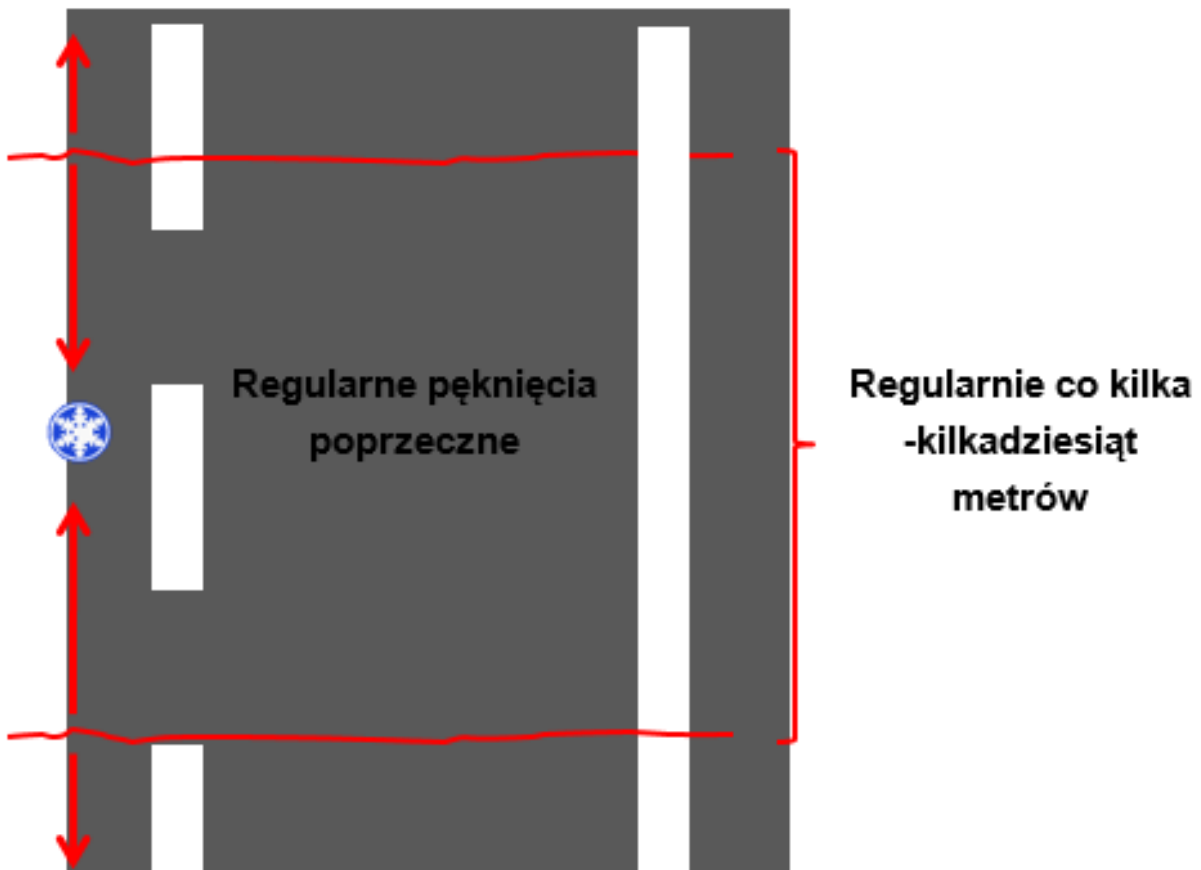 Regularne pęknięcia
poprzeczne
Regularnie co kilka
-kilkadziesiąt
metrów